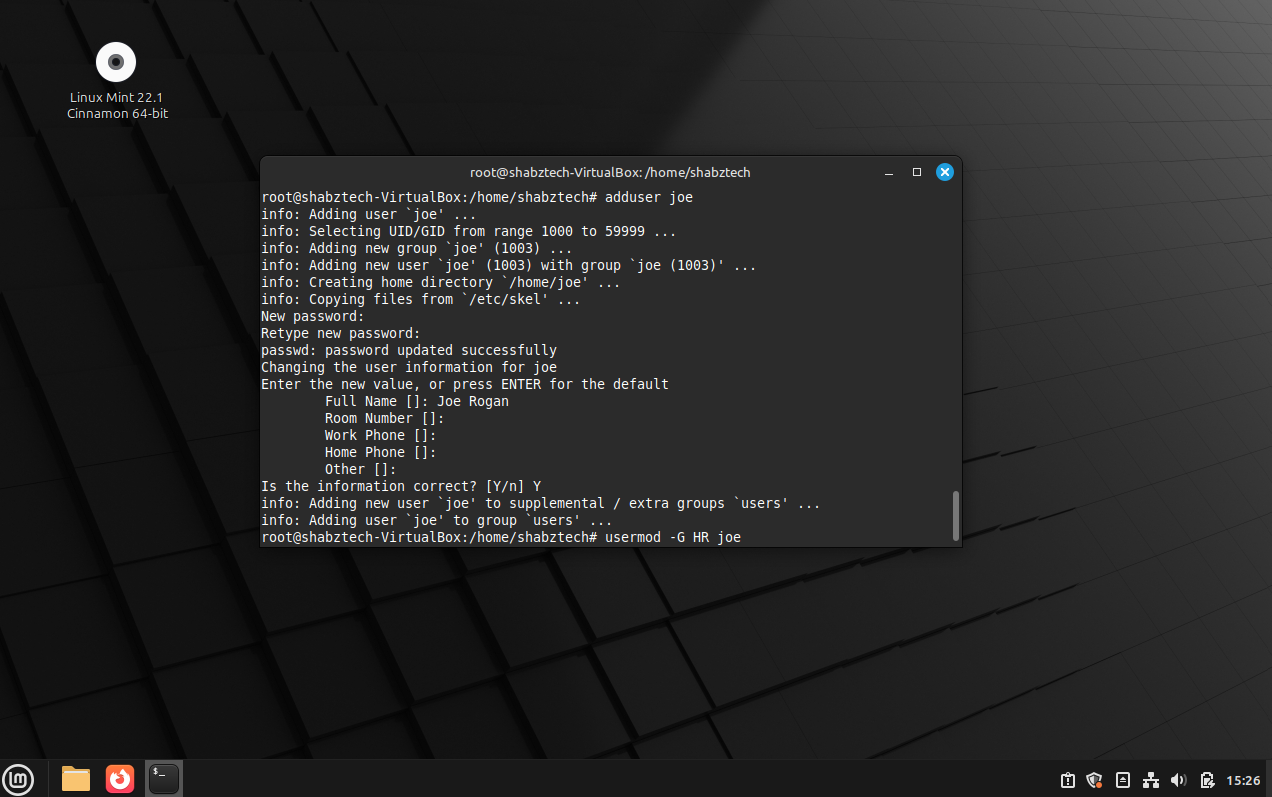 Linux Mint 22.1
Cinnamon 64-bit
root@shabztech-VirtualBox: /home/shabztech
root@shabztech-VirtualBox:/home/shabztech# adduser joe
info: Adding user `joe' ...
info: Selecting UID/GID from range 1000 to 59999 ...
info: Adding new group `joe' (1003) ...
info: Adding new user `joe' (1003) with group `joe (1003)' ...
info: Creating home directory `/home/joe' ...
info: Copying files from `/etc/skel' ...
New password:
Retype new password:
passwd: password updated successfully
Changing the user information for joe
Enter the new value, or press ENTER for the default
        Full Name []: Joe Rogan
        Room Number []:
        Work Phone []:
        Home Phone []:
        Other []:
Is the information correct? [Y/n] Y
info: Adding new user `joe' to supplemental / extra groups `users' ...
info: Adding user `joe' to group `users' ...
root@shabztech-VirtualBox:/home/shabztech# usermod -G HR joe
lm
$_
15:26